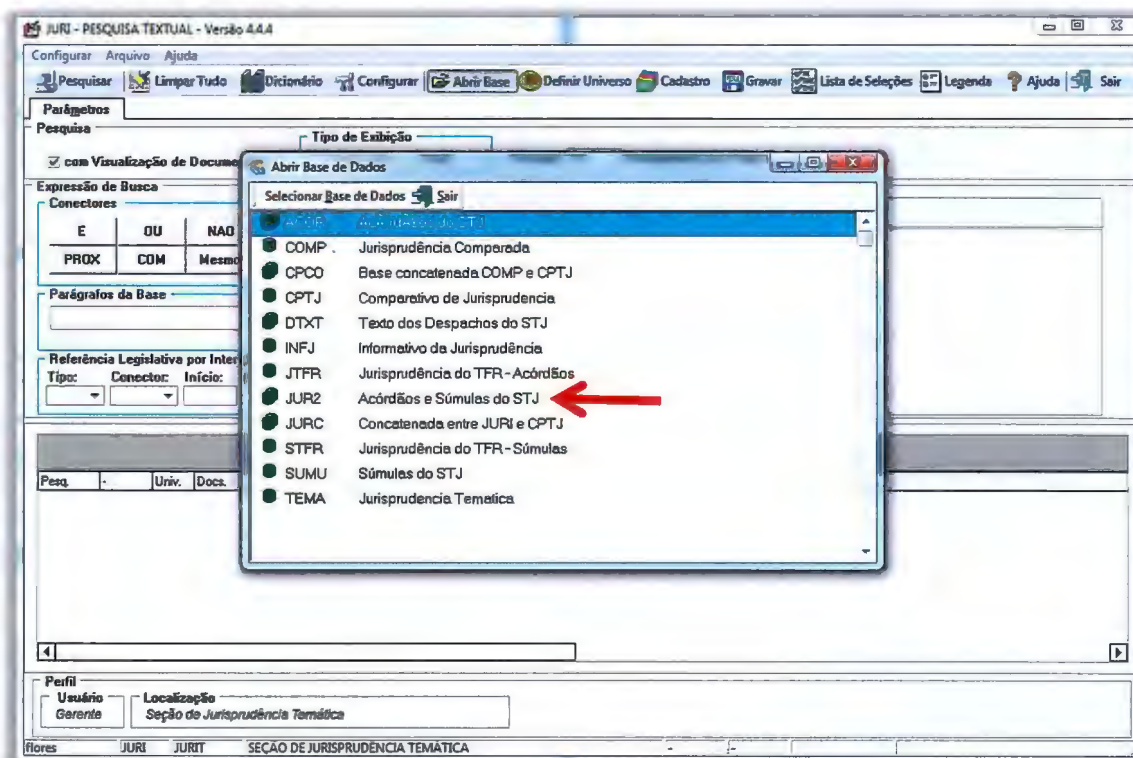 JURI - PESQUISA TEXTUAL - Versão 4.4.4
Configurar Arquivo Ajuda
Pesquisar Limpar Tudo Dicionário Configurar Abrir Base Definir Universo Cadastro Gravar Lista de Seleções Legenda Ajuda Sair
Parâmetros
Pesquisa
Tipo de Exibição
com Visualização de Docume
Abrir Base de Dados
Selecionar Base de Dados Sair
Expressão de Busca
Conectores
E OU NAO
PROX COM Mesmo
Parágrafos da Base
Referência Legislativa por Inter
Tipo: Conector: Início:
ACOR Acórdãos do STJ
COMP . Jurisprudência Comparada
CPCO Base concatenada COMP e CPTJ
CPTJ Comparativo de Jurisprudencia
DTXT Texto dos Despachos do STJ
INFJ Informativo de Jurisprudência
JTFR Jurisprudência do TFR - Acórdãos
JUR2 Acórdãos e Súmulas do STJ
JURC Concatenada entre JURI e CPTJ
STFR Jurisprudência do TFR - Súmulas
SUMU Súmulas do STJ
TEMA Jurisprudencia Tematica
Pesq. - Univ. Docs.
Perfil
Usuário Localização
Gerente Seção de Jurisprudência Temática
flores JURI JURIT SEÇÃO DE JURISPRUDÊNCIA TEMÁTICA - -